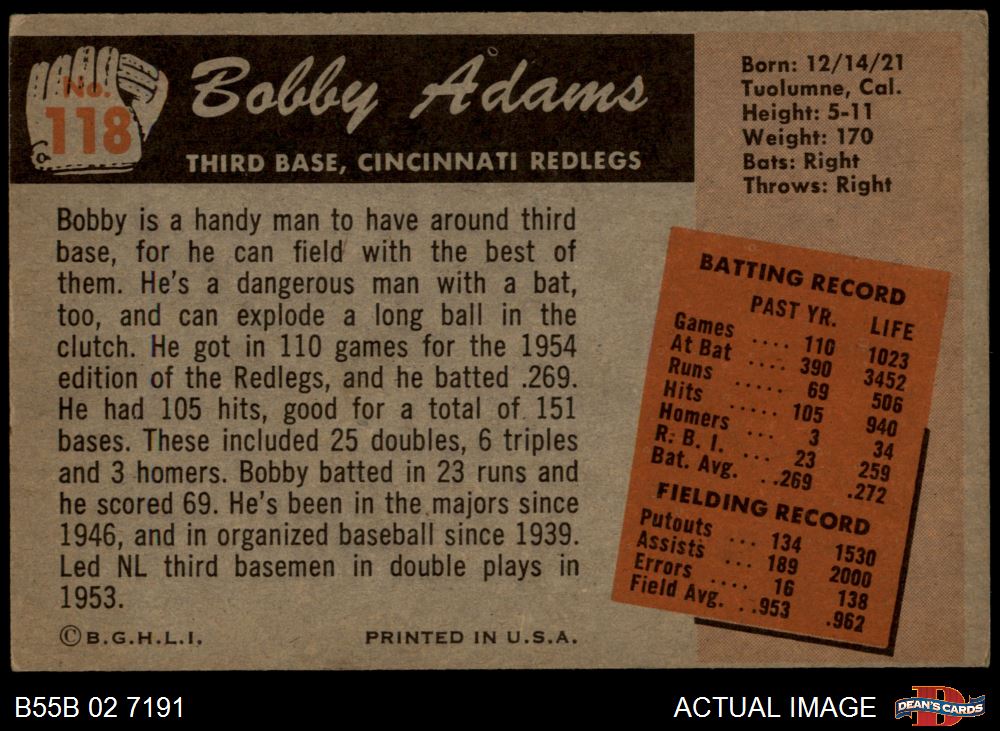 No.
118
Bobby Adams
THIRD BASE, CINCINNATI REDLEGS
Born: 12/14/21
Tuolumne, Cal.
Height: 5-11
Weight: 170
Bats: Right
Throws: Right
Bobby is a handy man to have around third
base, for he can field with the best of
them. He's a dangerous man with a bat,
too, and can explode a long ball in the
clutch. He got in 110 games for the 1954
edition of the Redlegs, and he batted .269.
He had 105 hits, good for a total of 151
bases. These included 25 doubles, 6 triples
and 3 homers. Bobby batted in 23 runs and
he scored 69. He's been in the majors since
1946, and in organized baseball since 1939.
Led NL third basemen in double plays in
1953.
©B.G.H.L.I. PRINTED IN U.S.A.
BATTING RECORD
PAST YR. LIFE
Games .... 110 1023
At Bat .... 390 3452
Runs ..... 69 506
Hits ..... 105 940
Homers ... 3 34
R. B. I. ... 23 259
Bat. Avg. ..269 .272
FIELDING RECORD
Putouts ... 134 1530
Assists ... 189 2000
Errors .... 16 138
Field Avg. ..953 .962
B55B 02 7191
ACTUAL IMAGE
DEAN'S CARDS